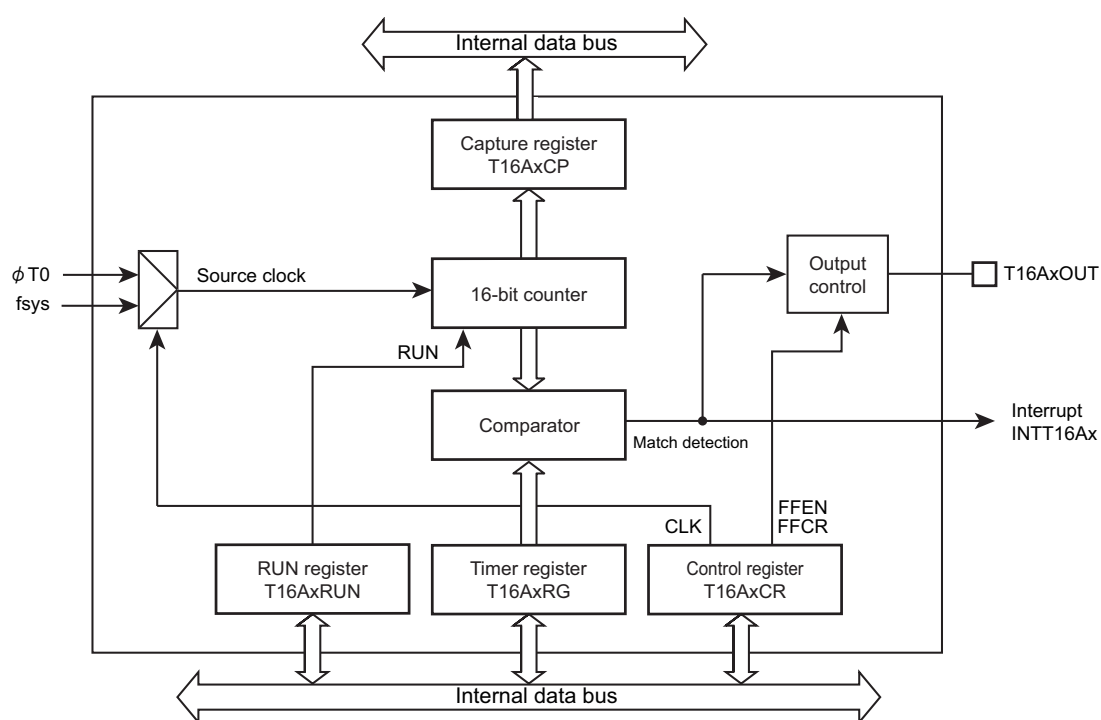 Internal data bus
Capture register
T16AxCP
ϕT0
fsys
Source clock
16-bit counter
Output
control
T16AxOUT
RUN
Comparator
Match detection
Interrupt
INTT16Ax
CLK
FFEN
FFCR
RUN register
T16AxRUN
Timer register
T16AxRG
Control register
T16AxCR
Internal data bus